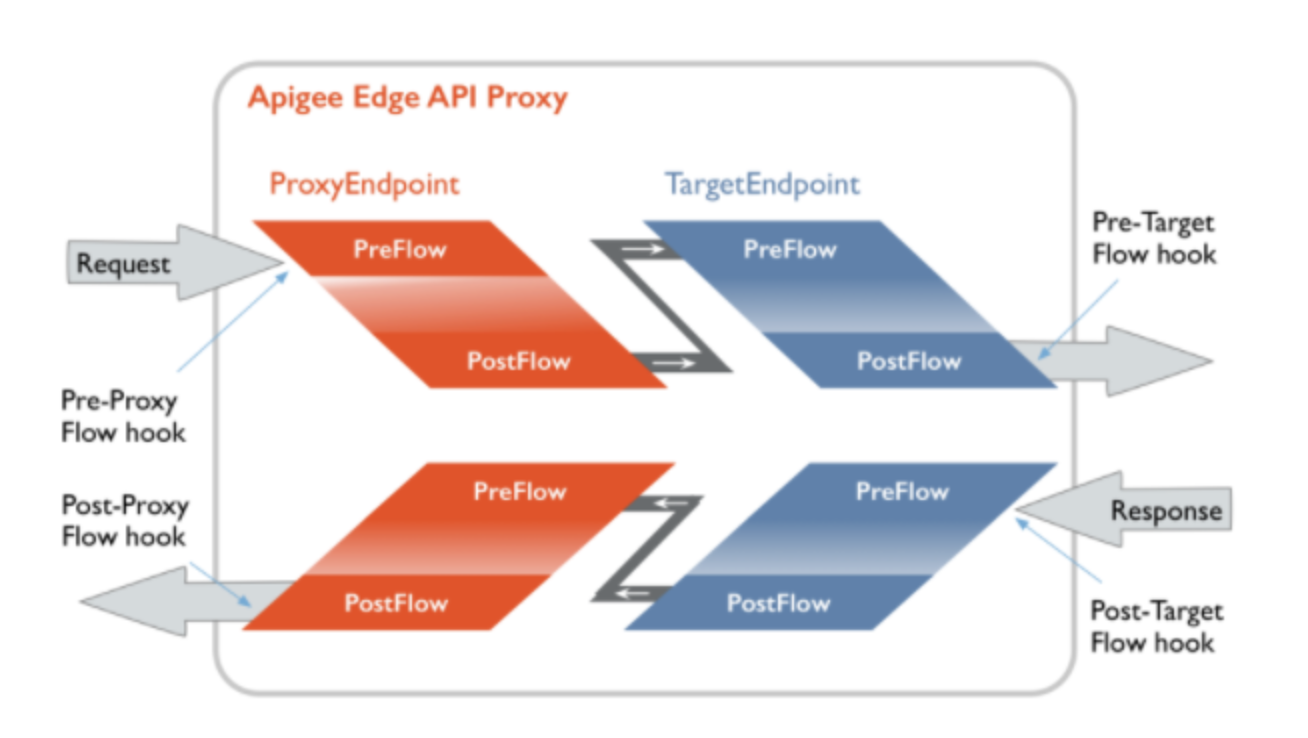 Apigee Edge API Proxy
ProxyEndpoint
TargetEndpoint
Request
PreFlow
PostFlow
PreFlow
PostFlow
Pre-Target
Flow hook
Pre-Proxy
Flow hook
Post-Proxy
Flow hook
PreFlow
PostFlow
PreFlow
PostFlow
Response
Post-Target
Flow hook